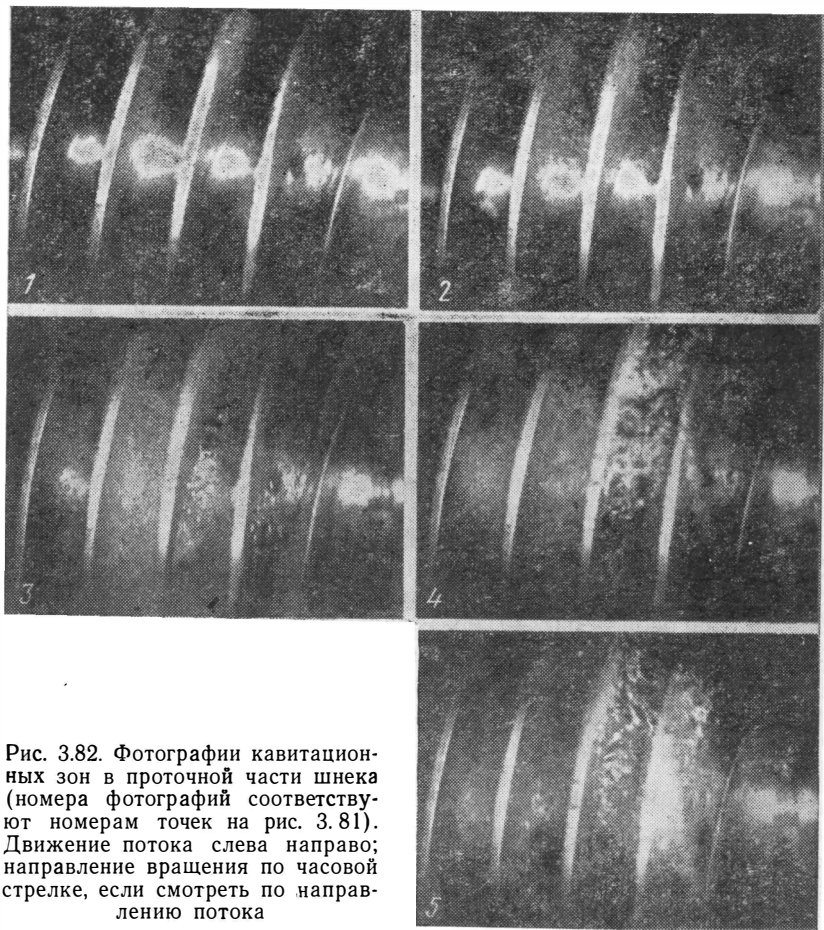 1
2
3
4
5
Рис. 3.82. Фотографии кавитацион-
ных зон в проточной части шнека
(номера фотографий соответству-
ют номерам точек на рис. 3.81).
Движение потока слева направо;
направление вращения по часовой
стрелке, если смотреть по направ-
лению потока